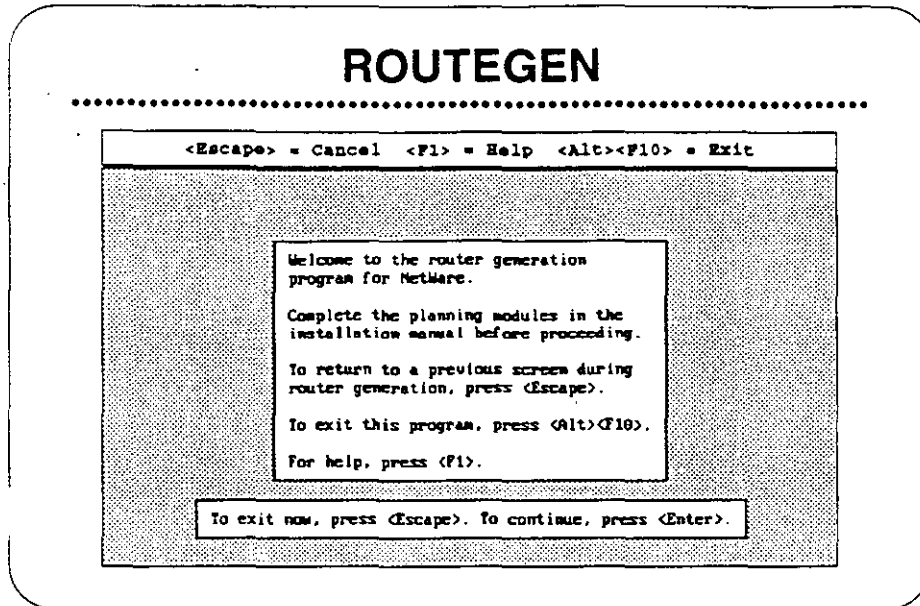 ROUTEGEN
<Escape> = Cancel <F1> = Help <Alt><F10> = Exit
Welcome to the router generation
program for NetWare.
Complete the planning modules in the
installation manual before proceeding.
To return to a previous screen during
router generation, press <Escape>.
To exit this program, press <Alt><F10>.
For help, press <F1>.
To exit now, press <Escape>. To continue, press <Enter>.